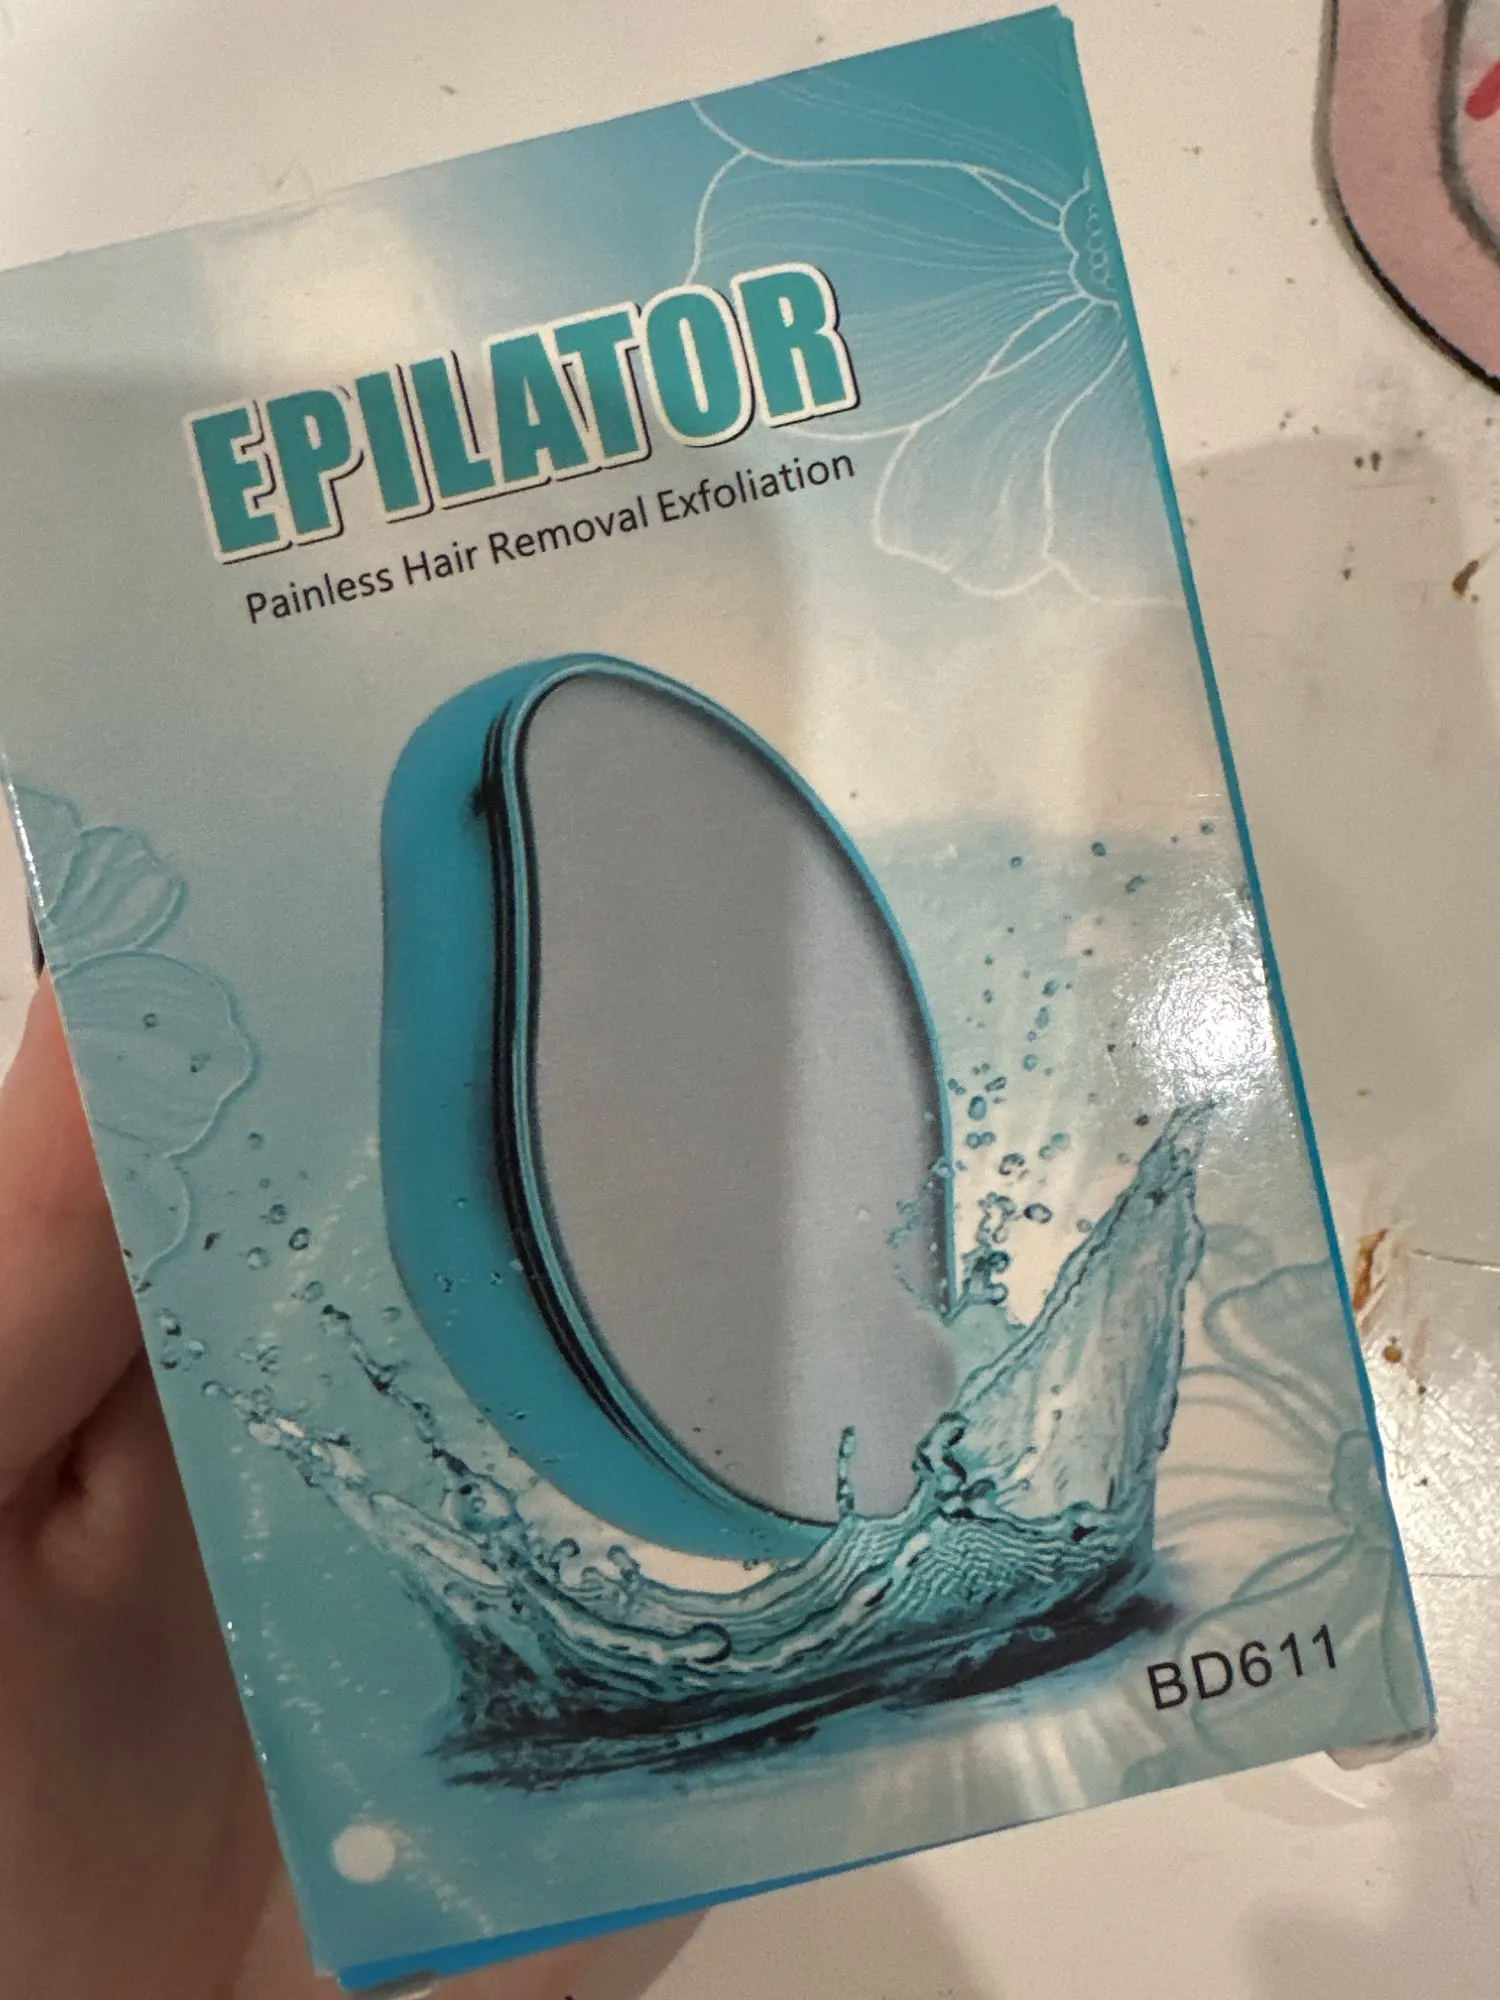 EPILATOR
Painless Hair Removal Exfoliation
BD611